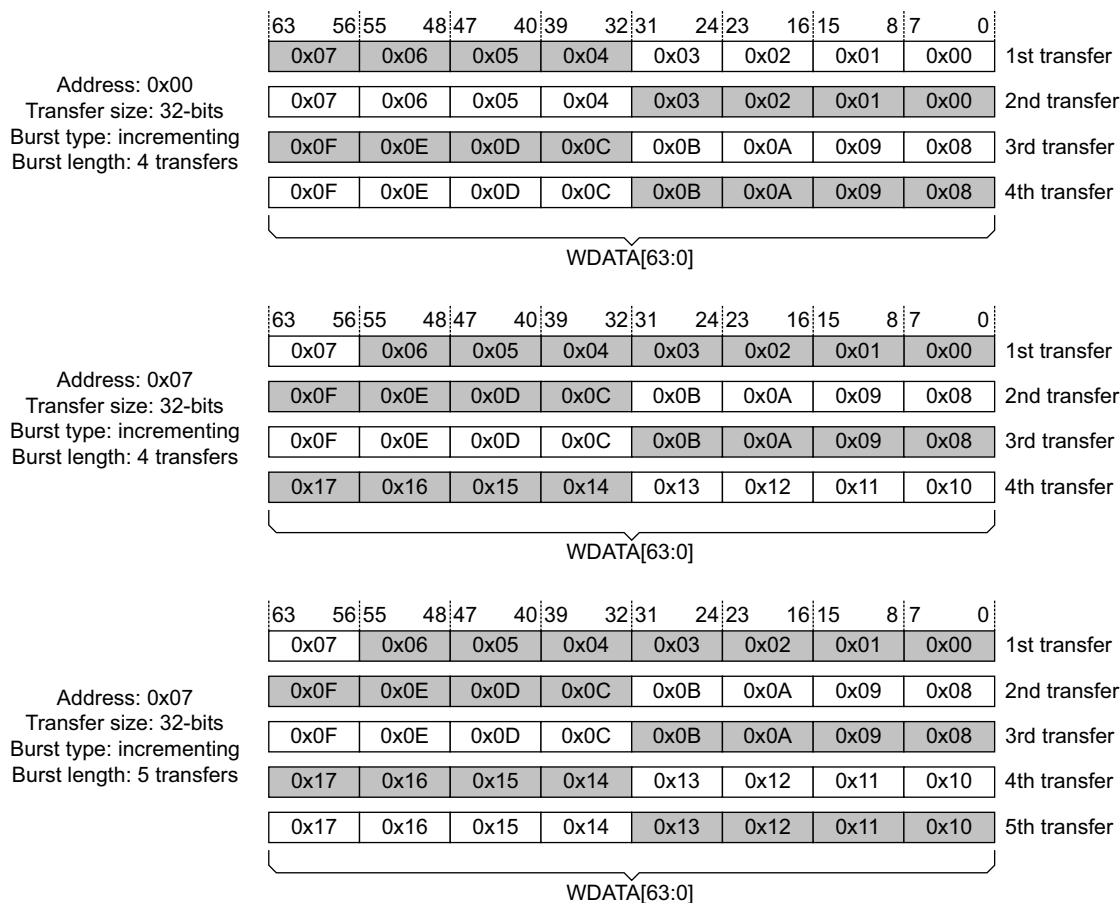 63 56 55 48 47 40 39 32 31 24 23 16 15 8 7 0
0x07 0x06 0x05 0x04 0x03 0x02 0x01 0x00 1st transfer
Address: 0x00
Transfer size: 32-bits
Burst type: incrementing
Burst length: 4 transfers
0x07 0x06 0x05 0x04 0x03 0x02 0x01 0x00 2nd transfer
0x0F 0x0E 0x0D 0x0C 0x0B 0x0A 0x09 0x08 3rd transfer
0x0F 0x0E 0x0D 0x0C 0x0B 0x0A 0x09 0x08 4th transfer
WDATA[63:0]
63 56 55 48 47 40 39 32 31 24 23 16 15 8 7 0
0x07 0x06 0x05 0x04 0x03 0x02 0x01 0x00 1st transfer
Address: 0x07
Transfer size: 32-bits
Burst type: incrementing
Burst length: 4 transfers
0x0F 0x0E 0x0D 0x0C 0x0B 0x0A 0x09 0x08 2nd transfer
0x0F 0x0E 0x0D 0x0C 0x0B 0x0A 0x09 0x08 3rd transfer
0x17 0x16 0x15 0x14 0x13 0x12 0x11 0x10 4th transfer
WDATA[63:0]
63 56 55 48 47 40 39 32 31 24 23 16 15 8 7 0
0x07 0x06 0x05 0x04 0x03 0x02 0x01 0x00 1st transfer
Address: 0x07
Transfer size: 32-bits
Burst type: incrementing
Burst length: 5 transfers
0x0F 0x0E 0x0D 0x0C 0x0B 0x0A 0x09 0x08 2nd transfer
0x0F 0x0E 0x0D 0x0C 0x0B 0x0A 0x09 0x08 3rd transfer
0x17 0x16 0x15 0x14 0x13 0x12 0x11 0x10 4th transfer
0x17 0x16 0x15 0x14 0x13 0x12 0x11 0x10 5th transfer
WDATA[63:0]